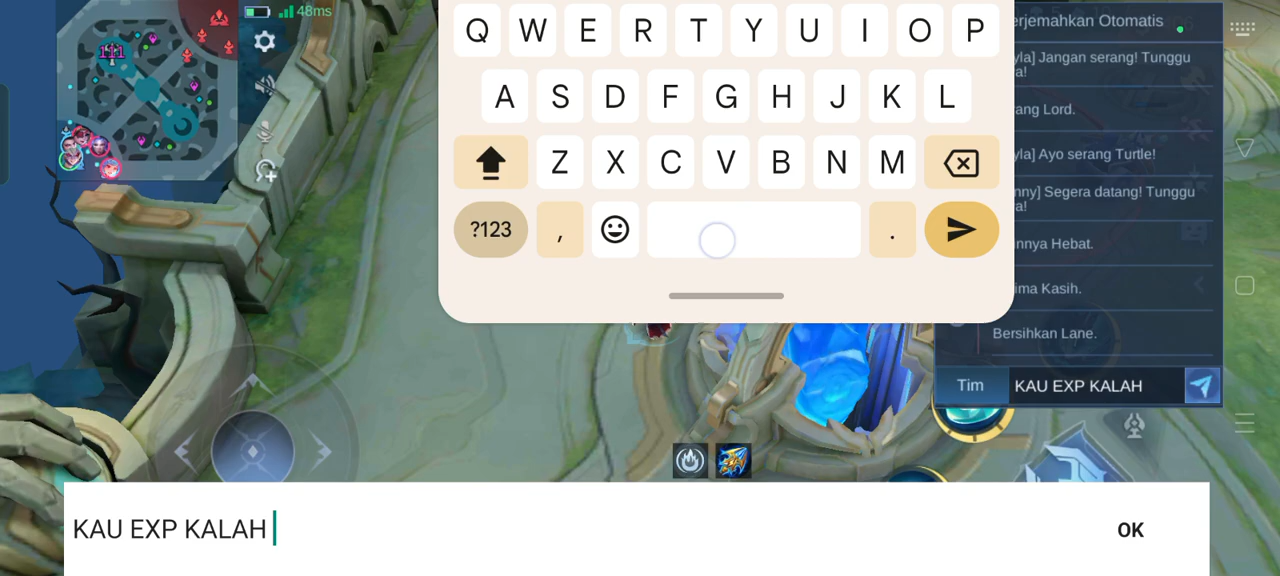 48ms
Q W E R T Y U I O P
A S D F G H J K L
Z X C V B N M
?123 , .
erjemahkan Otomatis
yla] Jangan serang! Tunggu
a!
ang Lord.
yla] Ayo serang Turtle!
nny] Segera datang! Tunggu
a!
nnya Hebat.
ima Kasih.
Bersihkan Lane.
Tim KAU EXP KALAH
KAU EXP KALAH
OK